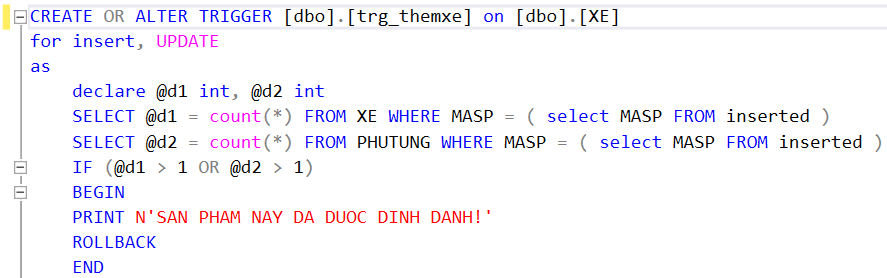 CREATE OR ALTER TRIGGER [dbo].[trg_themxe] on [dbo].[XE]
for insert, UPDATE
as
declare @d1 int, @d2 int
SELECT @d1 = count(*) FROM XE WHERE MASP = ( select MASP FROM inserted )
SELECT @d2 = count(*) FROM PHUTUNG WHERE MASP = ( select MASP FROM inserted )
IF (@d1 > 1 OR @d2 > 1)
BEGIN
PRINT N'SAN PHAM NAY DA DUOC DINH DANH!'
ROLLBACK
END